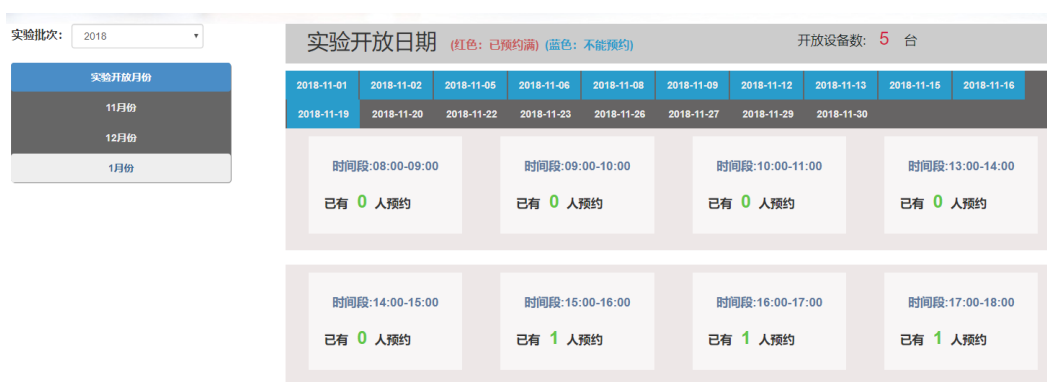 实验批次： 2018
实验开放日期 (红色：已预约满) (蓝色：不能预约) 开放设备数: 5 台
实验开放月份
11月份
12月份
1月份
2018-11-01 2018-11-02 2018-11-05 2018-11-06 2018-11-08 2018-11-09 2018-11-12 2018-11-13 2018-11-15 2018-11-16
2018-11-19 2018-11-20 2018-11-22 2018-11-23 2018-11-26 2018-11-27 2018-11-29 2018-11-30
时间段:08:00-09:00 时间段:09:00-10:00 时间段:10:00-11:00 时间段:13:00-14:00
已有 0 人预约 已有 0 人预约 已有 0 人预约 已有 0 人预约
时间段:14:00-15:00 时间段:15:00-16:00 时间段:16:00-17:00 时间段:17:00-18:00
已有 0 人预约 已有 1 人预约 已有 1 人预约 已有 1 人预约